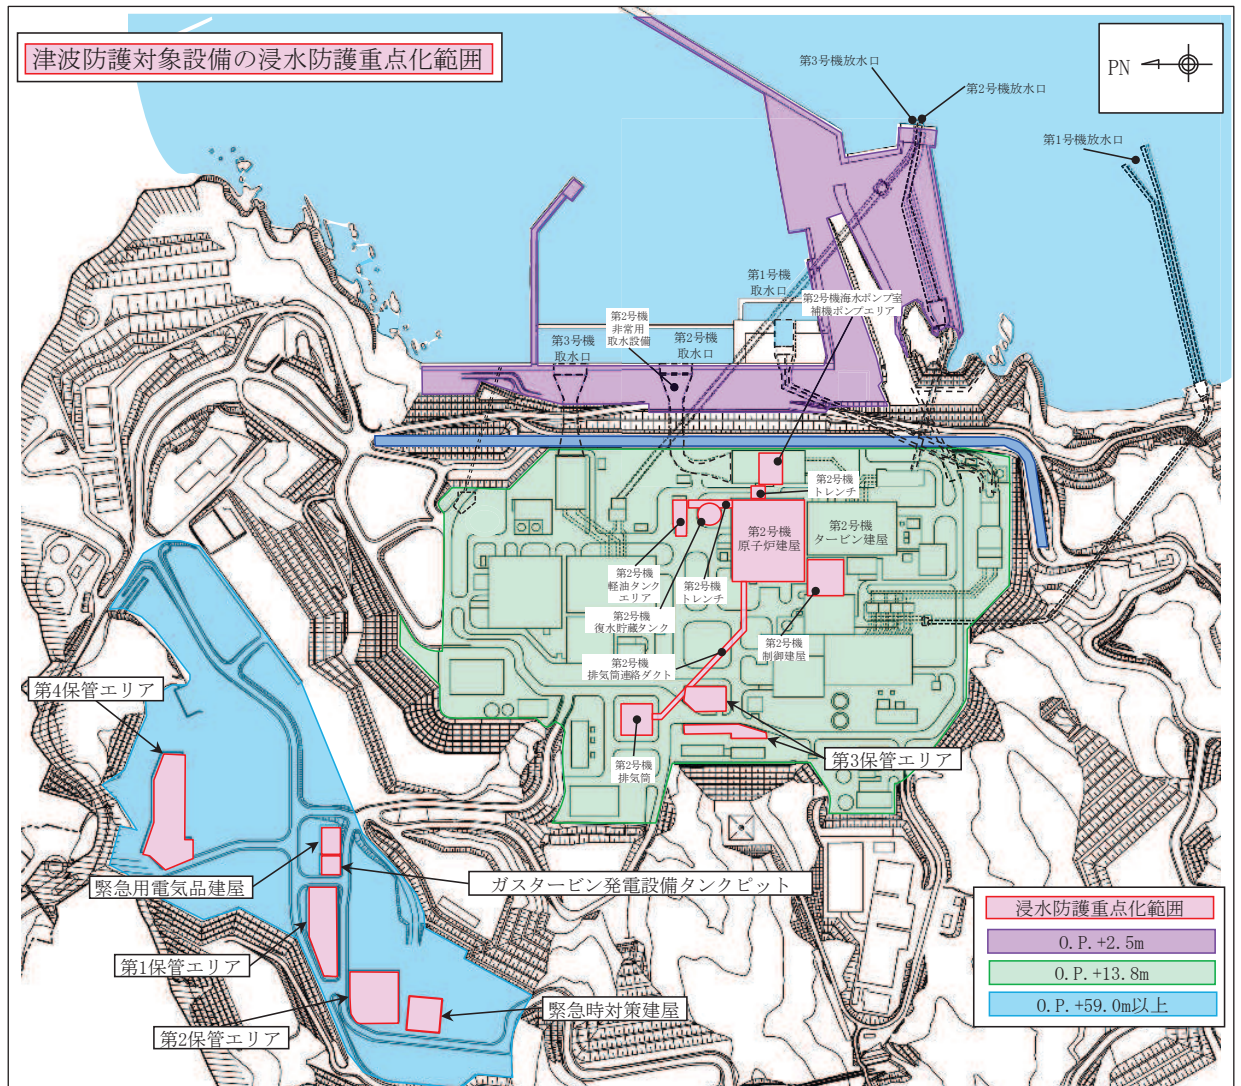 津波防護対象設備の浸水防護重点化範囲
PN
第3号機放水口
第2号機放水口
第1号機放水口
第1号機
取水口
第2号機海水ポンプ室
補機ポンプエリア
第2号機
非常用
取水設備
第3号機
取水口
第2号機
取水口
第2号機
トレンチ
第2号機
原子炉建屋
第2号機
タービン建屋
第2号機
軽油タンク
エリア
第2号機
トレンチ
第2号機
復水貯蔵タンク
第2号機
制御建屋
第2号機
排気筒連絡ダクト
第4保管エリア
第2号機
排気筒
第3保管エリア
緊急用電気品建屋
ガスタービン発電設備タンクピット
第1保管エリア
第2保管エリア
緊急時対策建屋
浸水防護重点化範囲
O.P.+2.5m
O.P.+13.8m
O.P.+59.0m以上